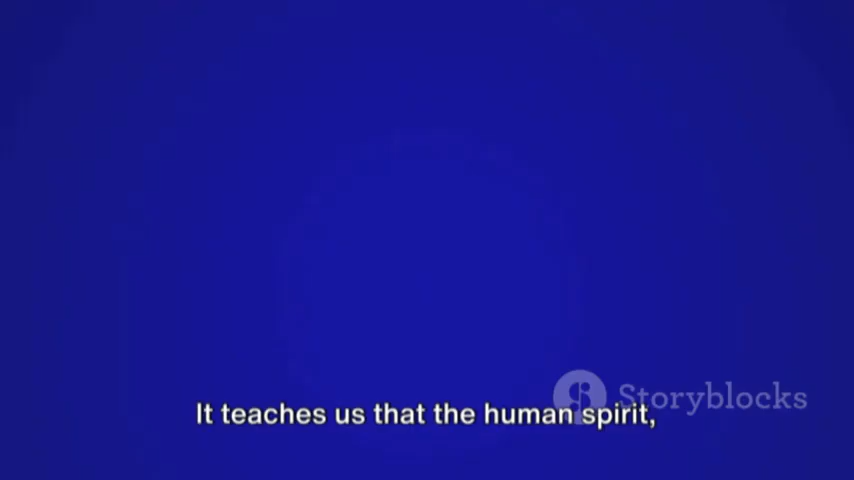 Storyblocks
It teaches us that the human spirit,